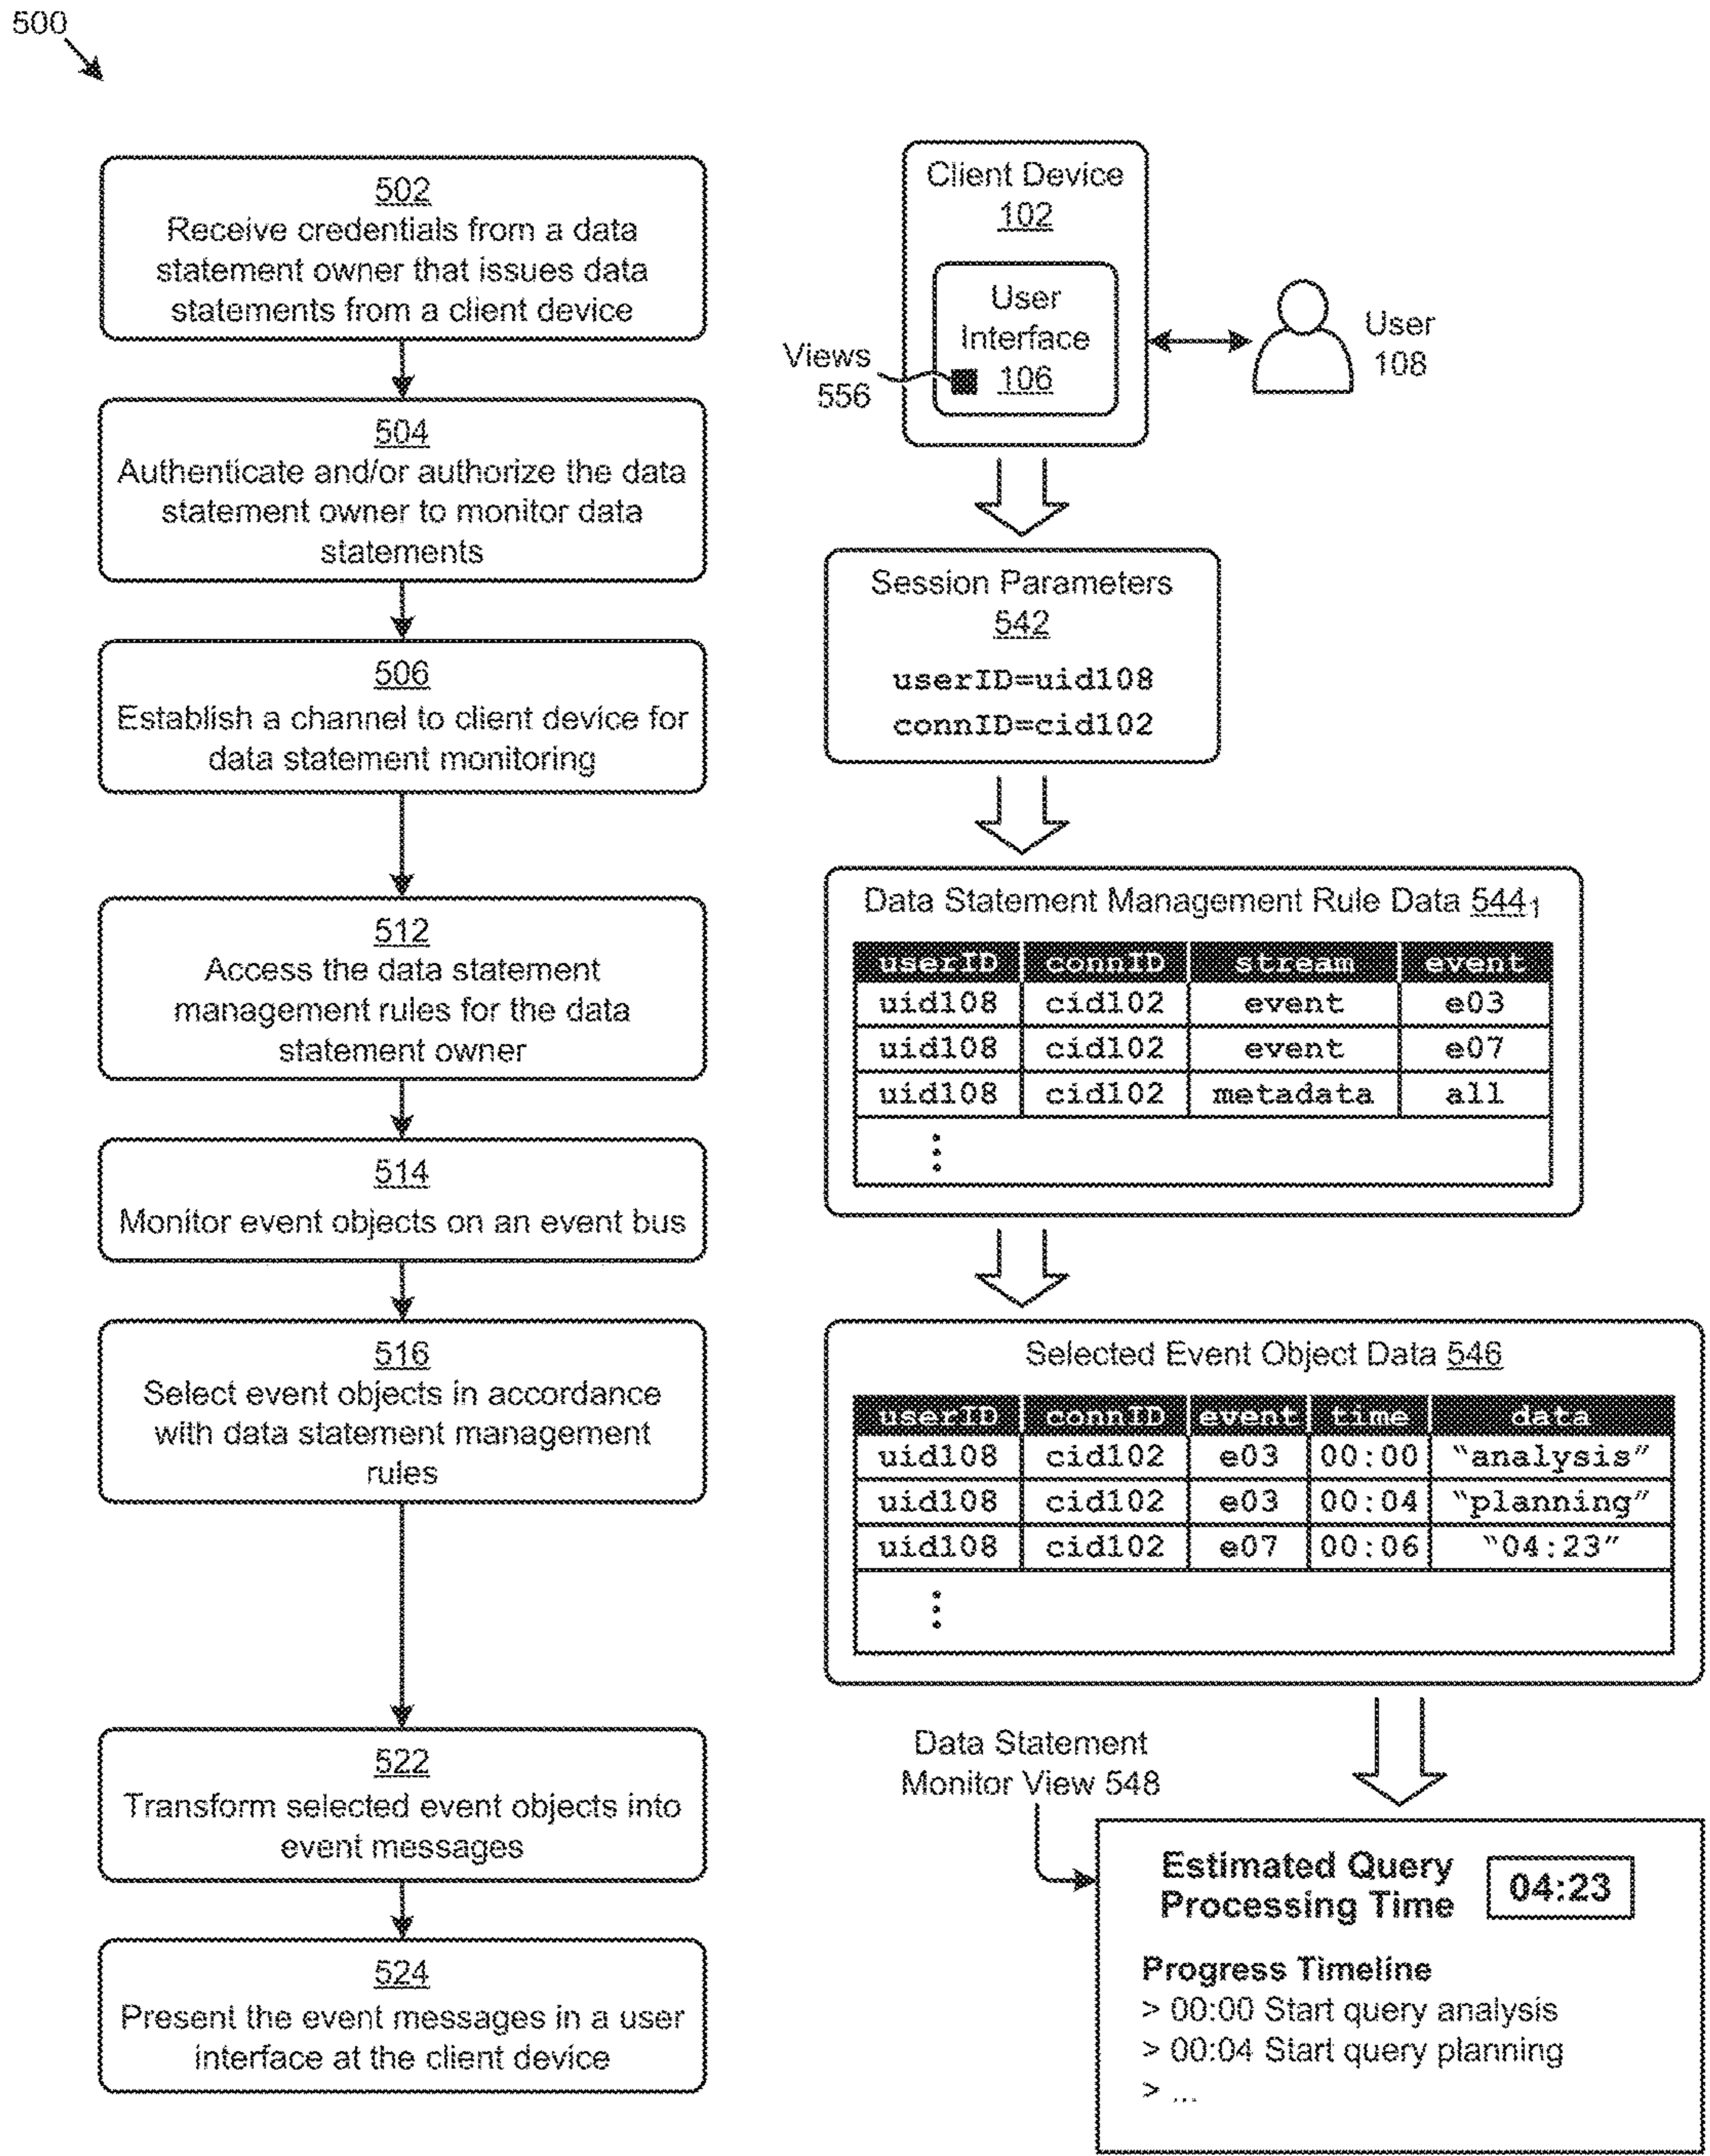 500
502
Receive credentials from a data
statement owner that issues data
statements from a client device
504
Authenticate and/or authorize the data
statement owner to monitor data
statements
506
Establish a channel to client device for
data statement monitoring
512
Access the data statement
management rules for the data
statement owner
514
Monitor event objects on an event bus
516
Select event objects in accordance
with data statement management
rules
522
Transform selected event objects into
event messages
524
Present the event messages in a user
interface at the client device
Client Device
102
User
Interface
106
Views
556
User
108
Session Parameters
542
userID=uid108
connID=cid102
Data Statement Management Rule Data 544₁
userID connID stream event
uid108 cid102 event e03
uid108 cid102 event e07
uid108 cid102 metadata all
Selected Event Object Data 546
userID connID event time data
uid108 cid102 e03 00:00 “analysis”
uid108 cid102 e03 00:04 “planning”
uid108 cid102 e07 00:06 “04:23”
Data Statement
Monitor View 548
Estimated Query
Processing Time
04:23
Progress Timeline
> 00:00 Start query analysis
> 00:04 Start query planning
> ...